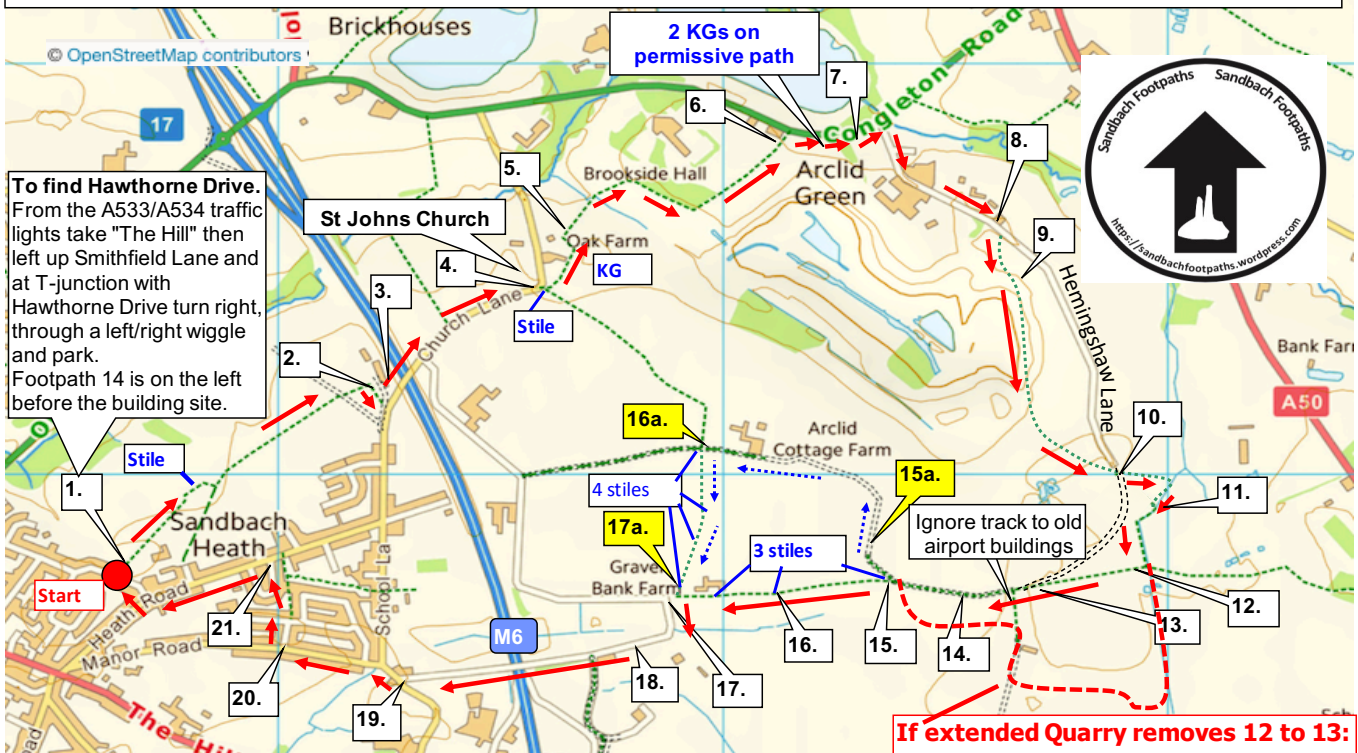 Brickhouses
© OpenStreetMap contributors
17
2 KGs on
permissive path
Congleton Road
6.
7.
Sandbach Footpaths Sandbach Footpaths
https://sandbachfootpaths.wordpress.com
To find Hawthorne Drive.
From the A533/A534 traffic
lights take "The Hill" then
left up Smithfield Lane and
at T-junction with
Hawthorne Drive turn right,
through a left/right wiggle
and park.
Footpath 14 is on the left
before the building site.
5.
Brookside Hall
Arclid
Green
8.
St Johns Church
Oak Farm
KG
4.
9.
3.
Church Lane
Stile
Hemingshaw Lane
2.
Bank Farm
A50
16a.
10.
Arclid
Cottage Farm
Stile
1.
4 stiles
15a.
11.
Sandbach
Heath
Ignore track to old
airport buildings
17a.
3 stiles
School La
Gravel
Bank Farm
Start
Heath Road
21.
12.
M6
16.
15.
14.
13.
Manor Road
20.
19.
18.
17.
The Hill
If extended Quarry removes 12 to 13: